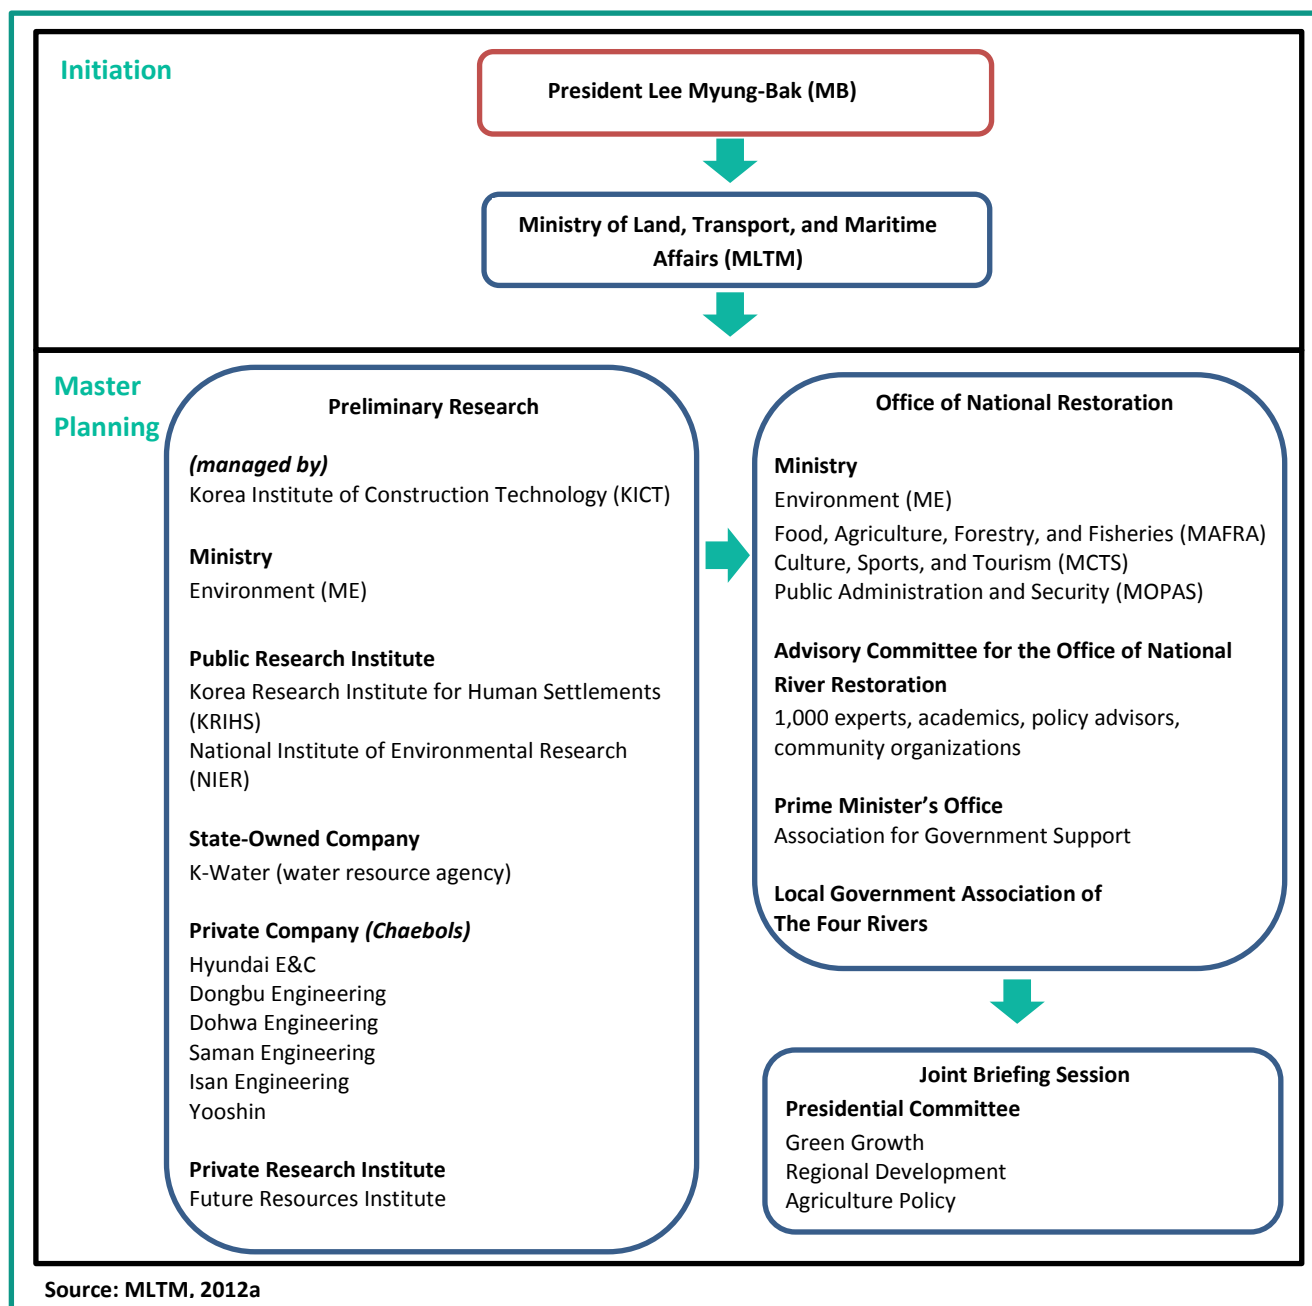 Initiation
President Lee Myung-Bak (MB)
Ministry of Land, Transport, and Maritime
Affairs (MLTM)
Master
Planning
Preliminary Research
(managed by)
Korea Institute of Construction Technology (KICT)
Ministry
Environment (ME)
Public Research Institute
Korea Research Institute for Human Settlements
(KRIHS)
National Institute of Environmental Research
(NIER)
State-Owned Company
K-Water (water resource agency)
Private Company (Chaebols)
Hyundai E&C
Dongbu Engineering
Dohwa Engineering
Saman Engineering
Isan Engineering
Yooshin
Private Research Institute
Future Resources Institute
Office of National Restoration
Ministry
Environment (ME)
Food, Agriculture, Forestry, and Fisheries (MAFRA)
Culture, Sports, and Tourism (MCTS)
Public Administration and Security (MOPAS)
Advisory Committee for the Office of National
River Restoration
1,000 experts, academics, policy advisors,
community organizations
Prime Minister’s Office
Association for Government Support
Local Government Association of
The Four Rivers
Joint Briefing Session
Presidential Committee
Green Growth
Regional Development
Agriculture Policy
Source: MLTM, 2012a